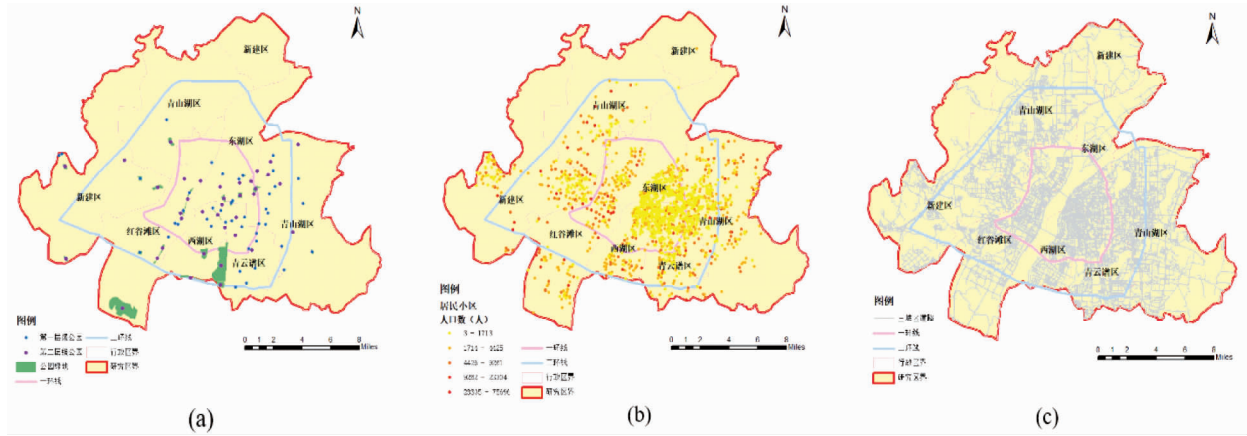 N
新建区
青山湖区
东湖区
新建区
青山湖区
红谷滩区
西湖区
青云谱区
图例
第一层级公园
第二层级公园
公园绿线
一环线
二环线
行政区界
研究区界
0 1 2 4 6 8
Miles
(a)
N
新建区
青山湖区
东湖区
新建区
青山湖区
红谷滩区
西湖区
青云谱区
图例
居民小区
人口数（人）
一环线
二环线
行政区界
研究区界
0 1 2 4 6 8
Miles
(b)
N
新建区
青山湖区
东湖区
新建区
青山湖区
红谷滩区
西湖区
青云谱区
图例
一环线
二环线
行政区界
研究区界
0 1 2 4 6 8
Miles
(c)